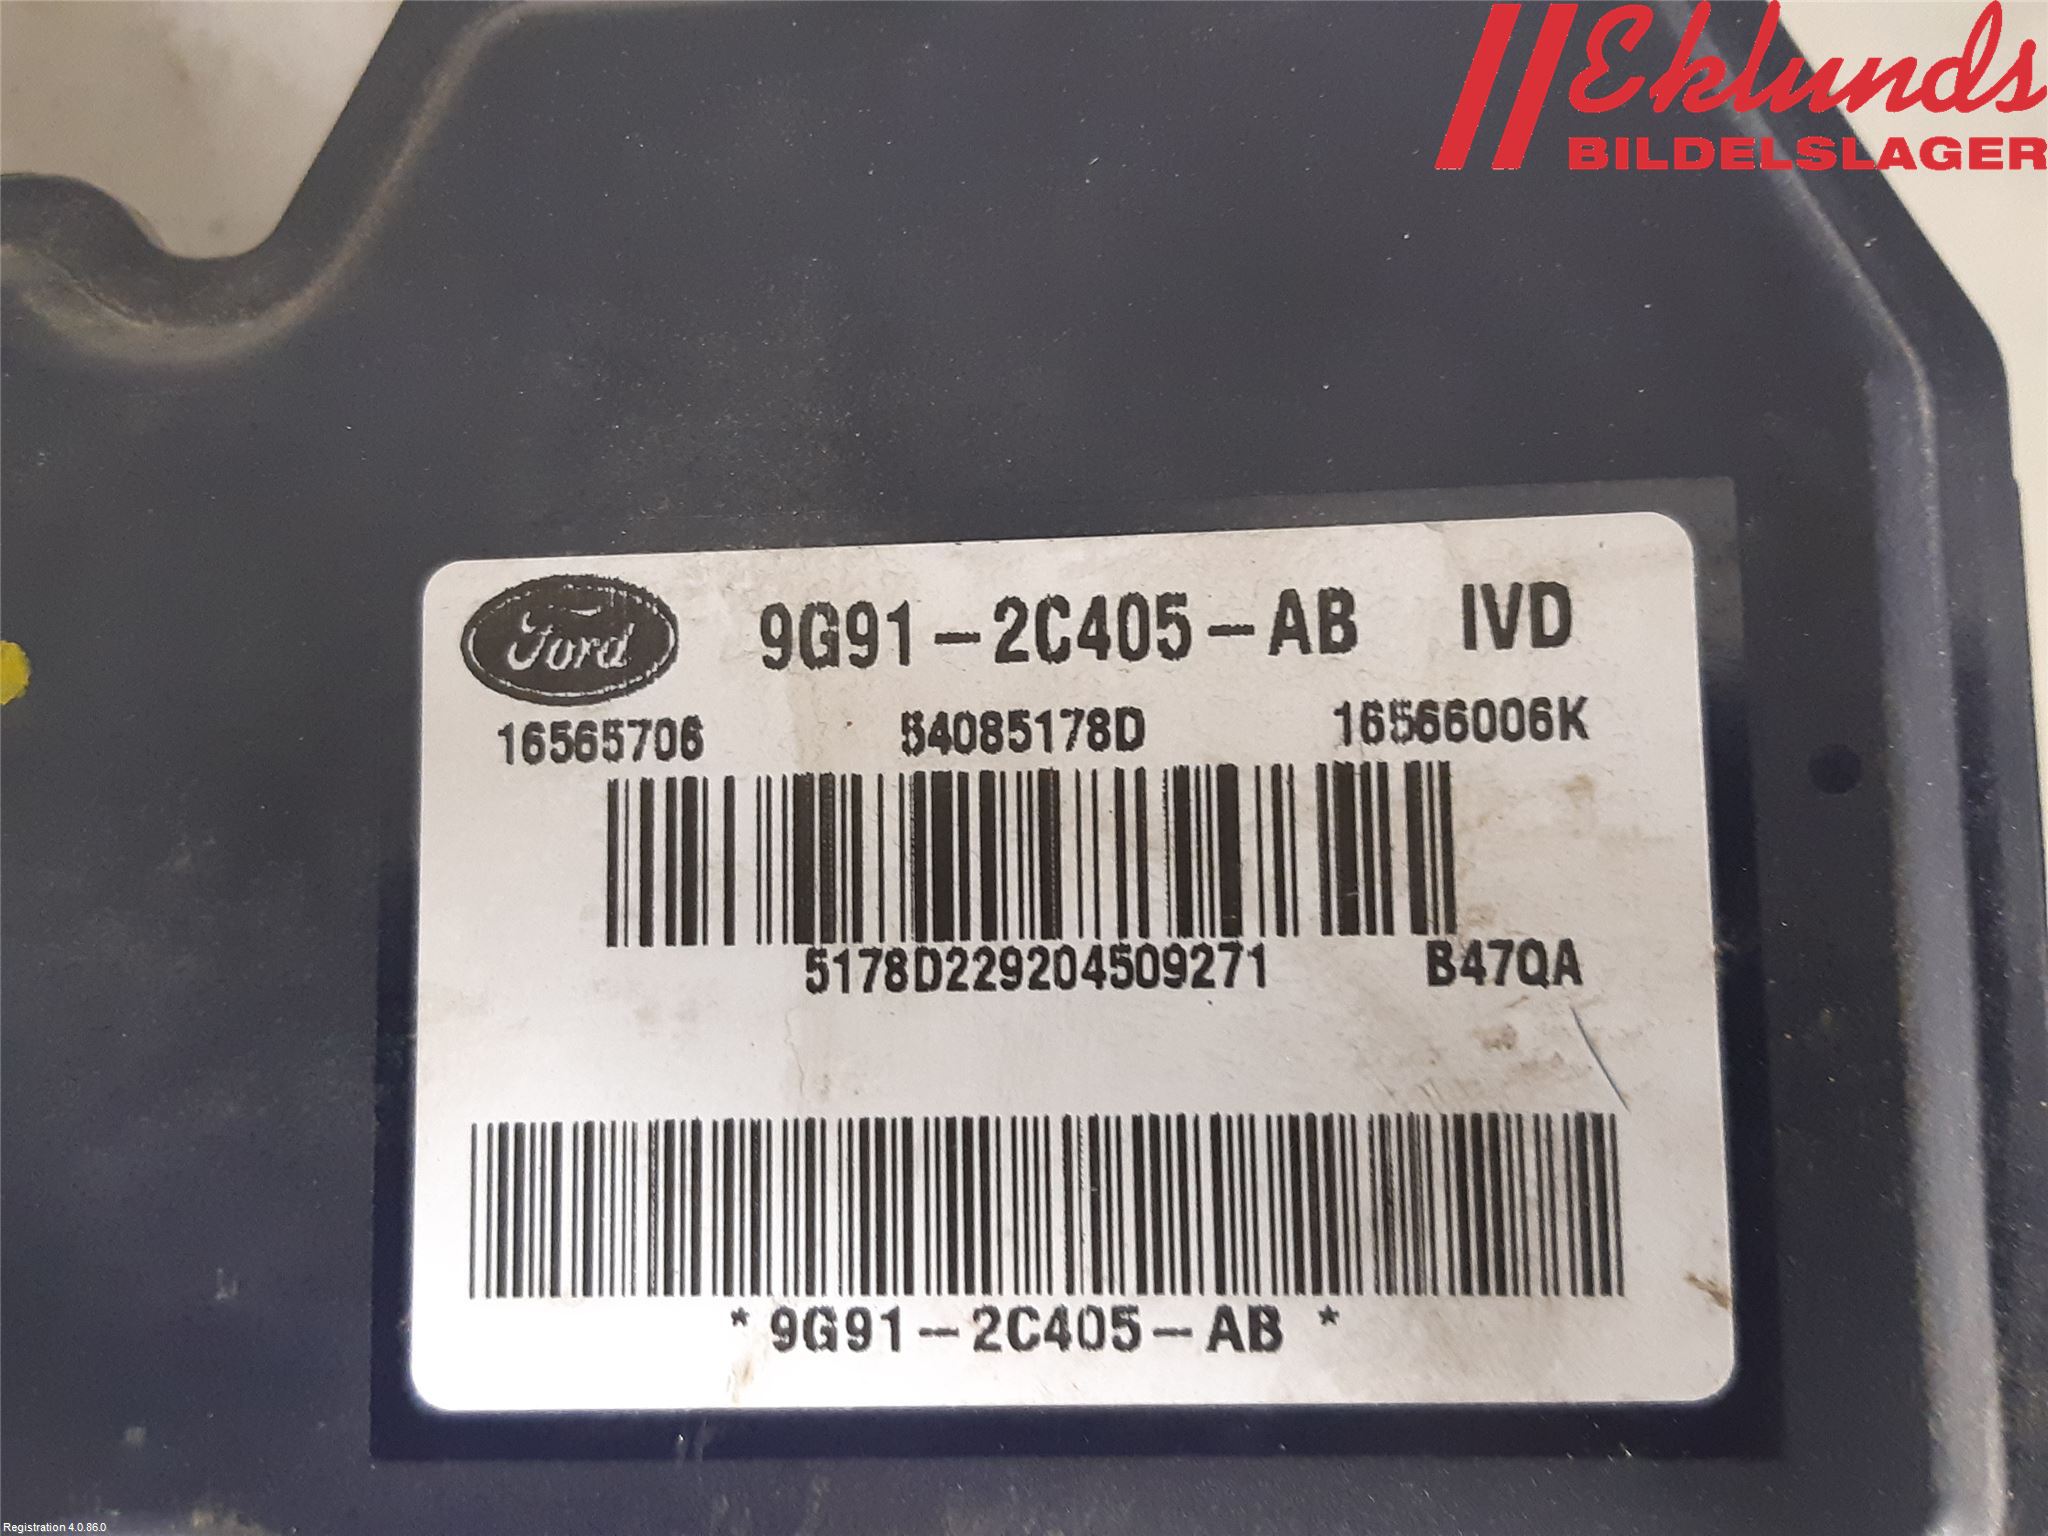 Eklunds
BILDELSLAGER
Ford 9G91-2C405-AB IVD
16565706 54085178D 16566006K
5178D229204509271 B47QA
*9G91-2C405-AB*
Registration 4.0.86.0